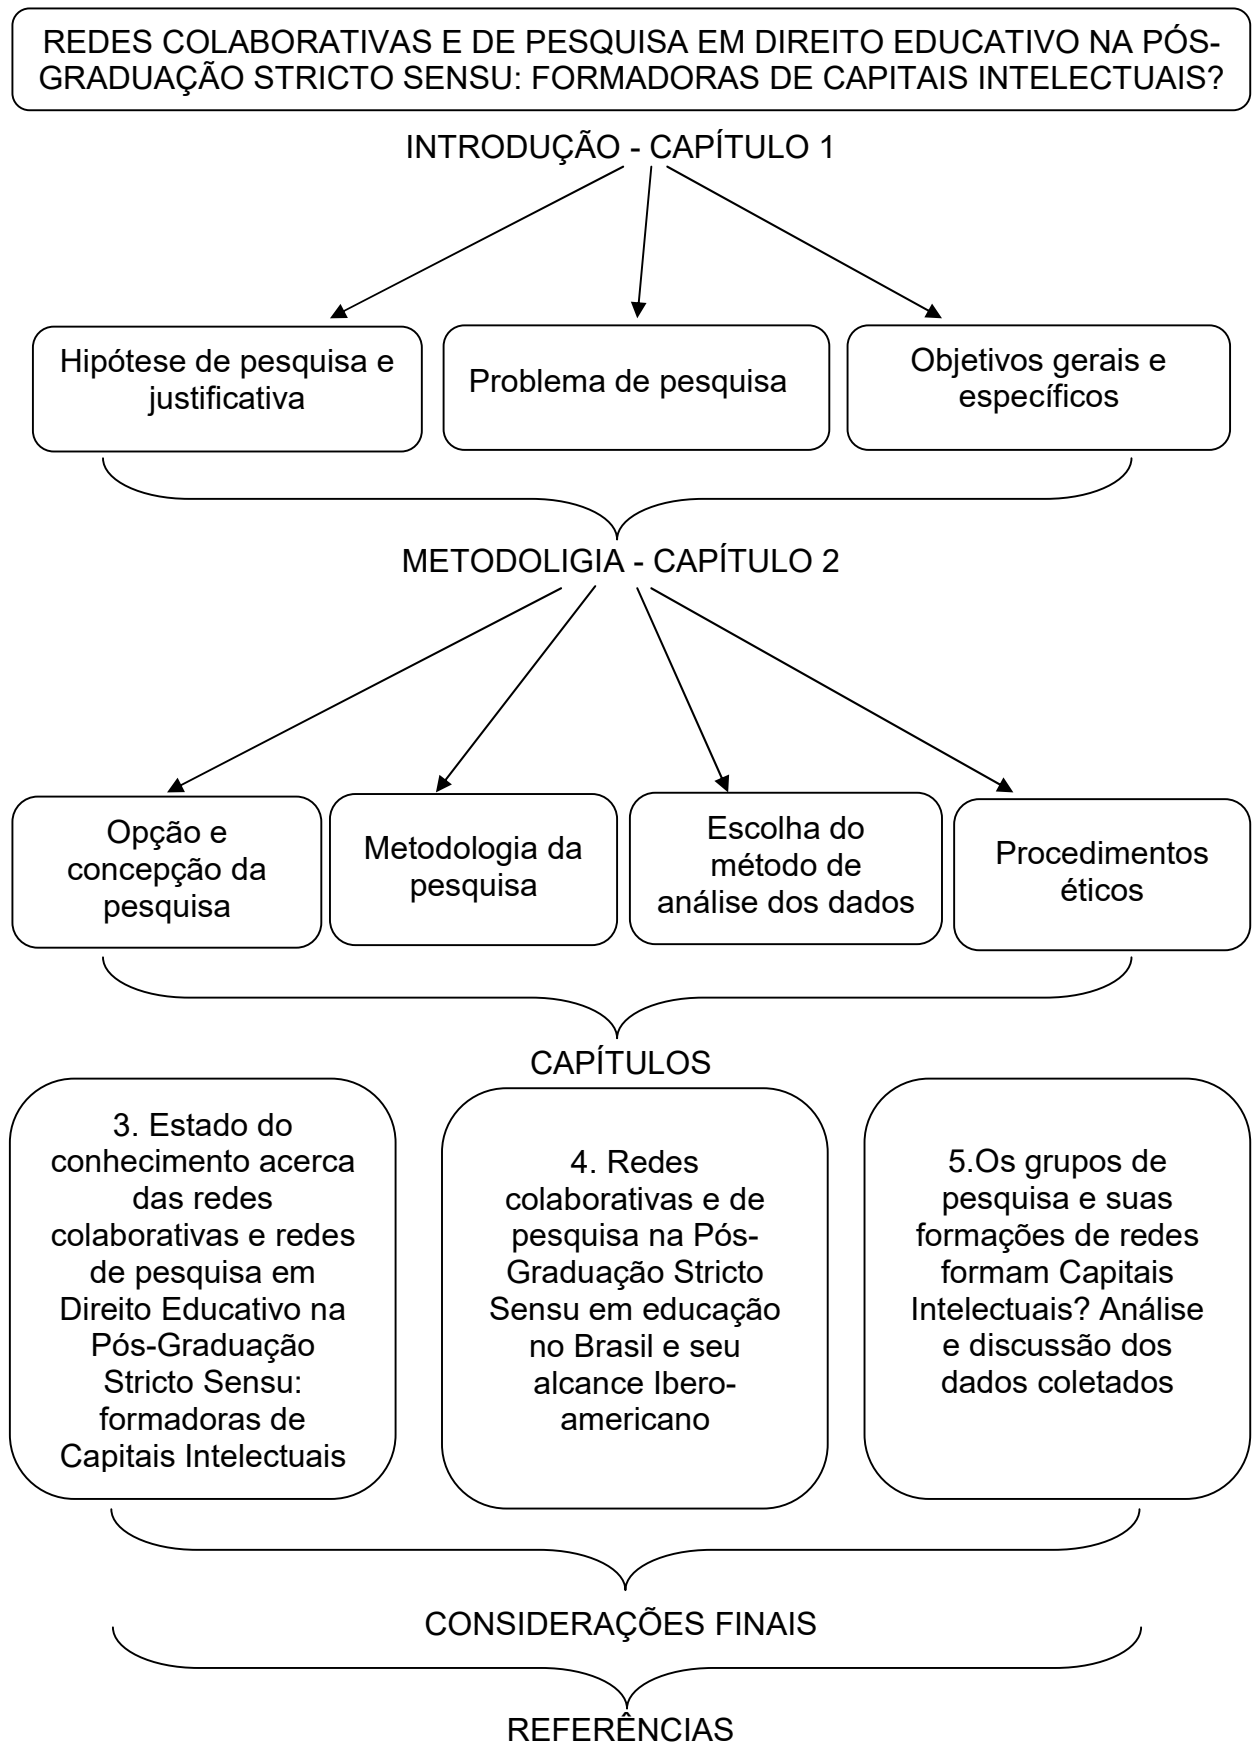 REDES COLABORATIVAS E DE PESQUISA EM DIREITO EDUCATIVO NA PÓS-
GRADUAÇÃO STRICTO SENSU: FORMADORAS DE CAPITAIS INTELECTUAIS?
INTRODUÇÃO - CAPÍTULO 1
Hipótese de pesquisa e
justificativa
Problema de pesquisa
Objetivos gerais e
específicos
METODOLIGIA - CAPÍTULO 2
Opção e
concepção da
pesquisa
Metodologia da
pesquisa
Escolha do
método de
análise dos dados
Procedimentos
éticos
CAPÍTULOS
3. Estado do
conhecimento acerca
das redes
colaborativas e redes
de pesquisa em
Direito Educativo na
Pós-Graduação
Stricto Sensu:
formadoras de
Capitais Intelectuais
4. Redes
colaborativas e de
pesquisa na Pós-
Graduação Stricto
Sensu em educação
no Brasil e seu
alcance Ibero-
americano
5.Os grupos de
pesquisa e suas
formações de redes
formam Capitais
Intelectuais? Análise
e discussão dos
dados coletados
CONSIDERAÇÕES FINAIS
REFERÊNCIAS